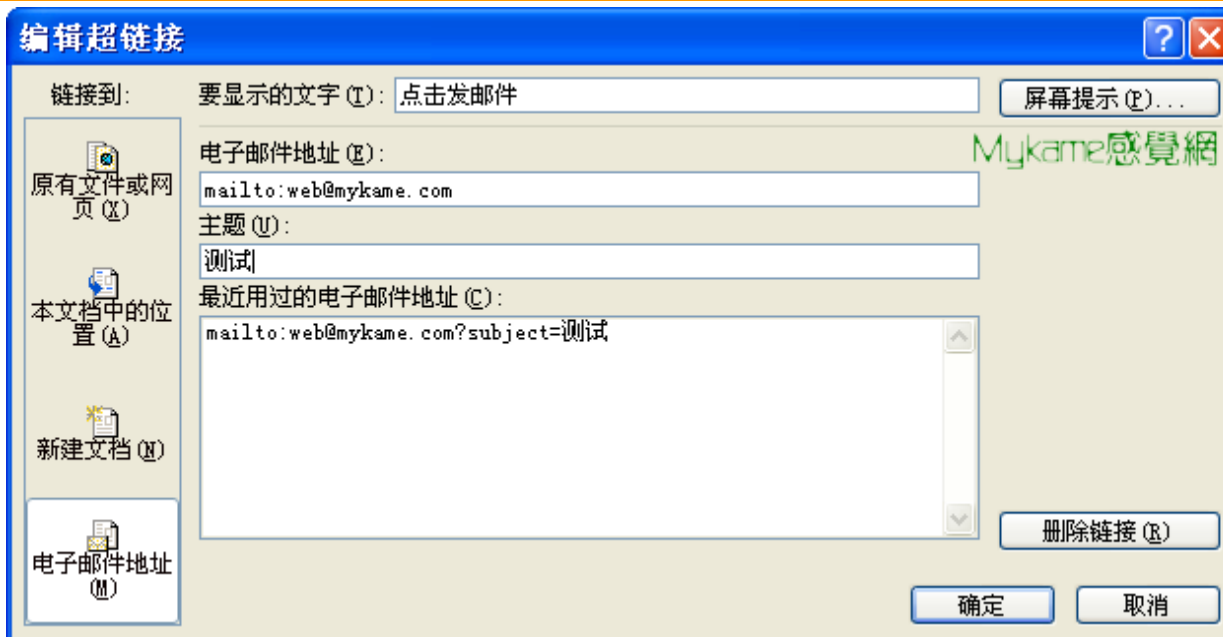 编辑超链接
链接到:
要显示的文字(T): 点击发邮件
屏幕提示(P)...
Mykame感覺網
原有文件或网
页(X)
电子邮件地址(E):
mailto:web@mykame.com
主题(U):
测试
本文档中的位
置(A)
最近用过的电子邮件地址(C):
mailto:web@mykame.com?subject=测试
新建文档(N)
电子邮件地址
(M)
删除链接(R)
确定
取消